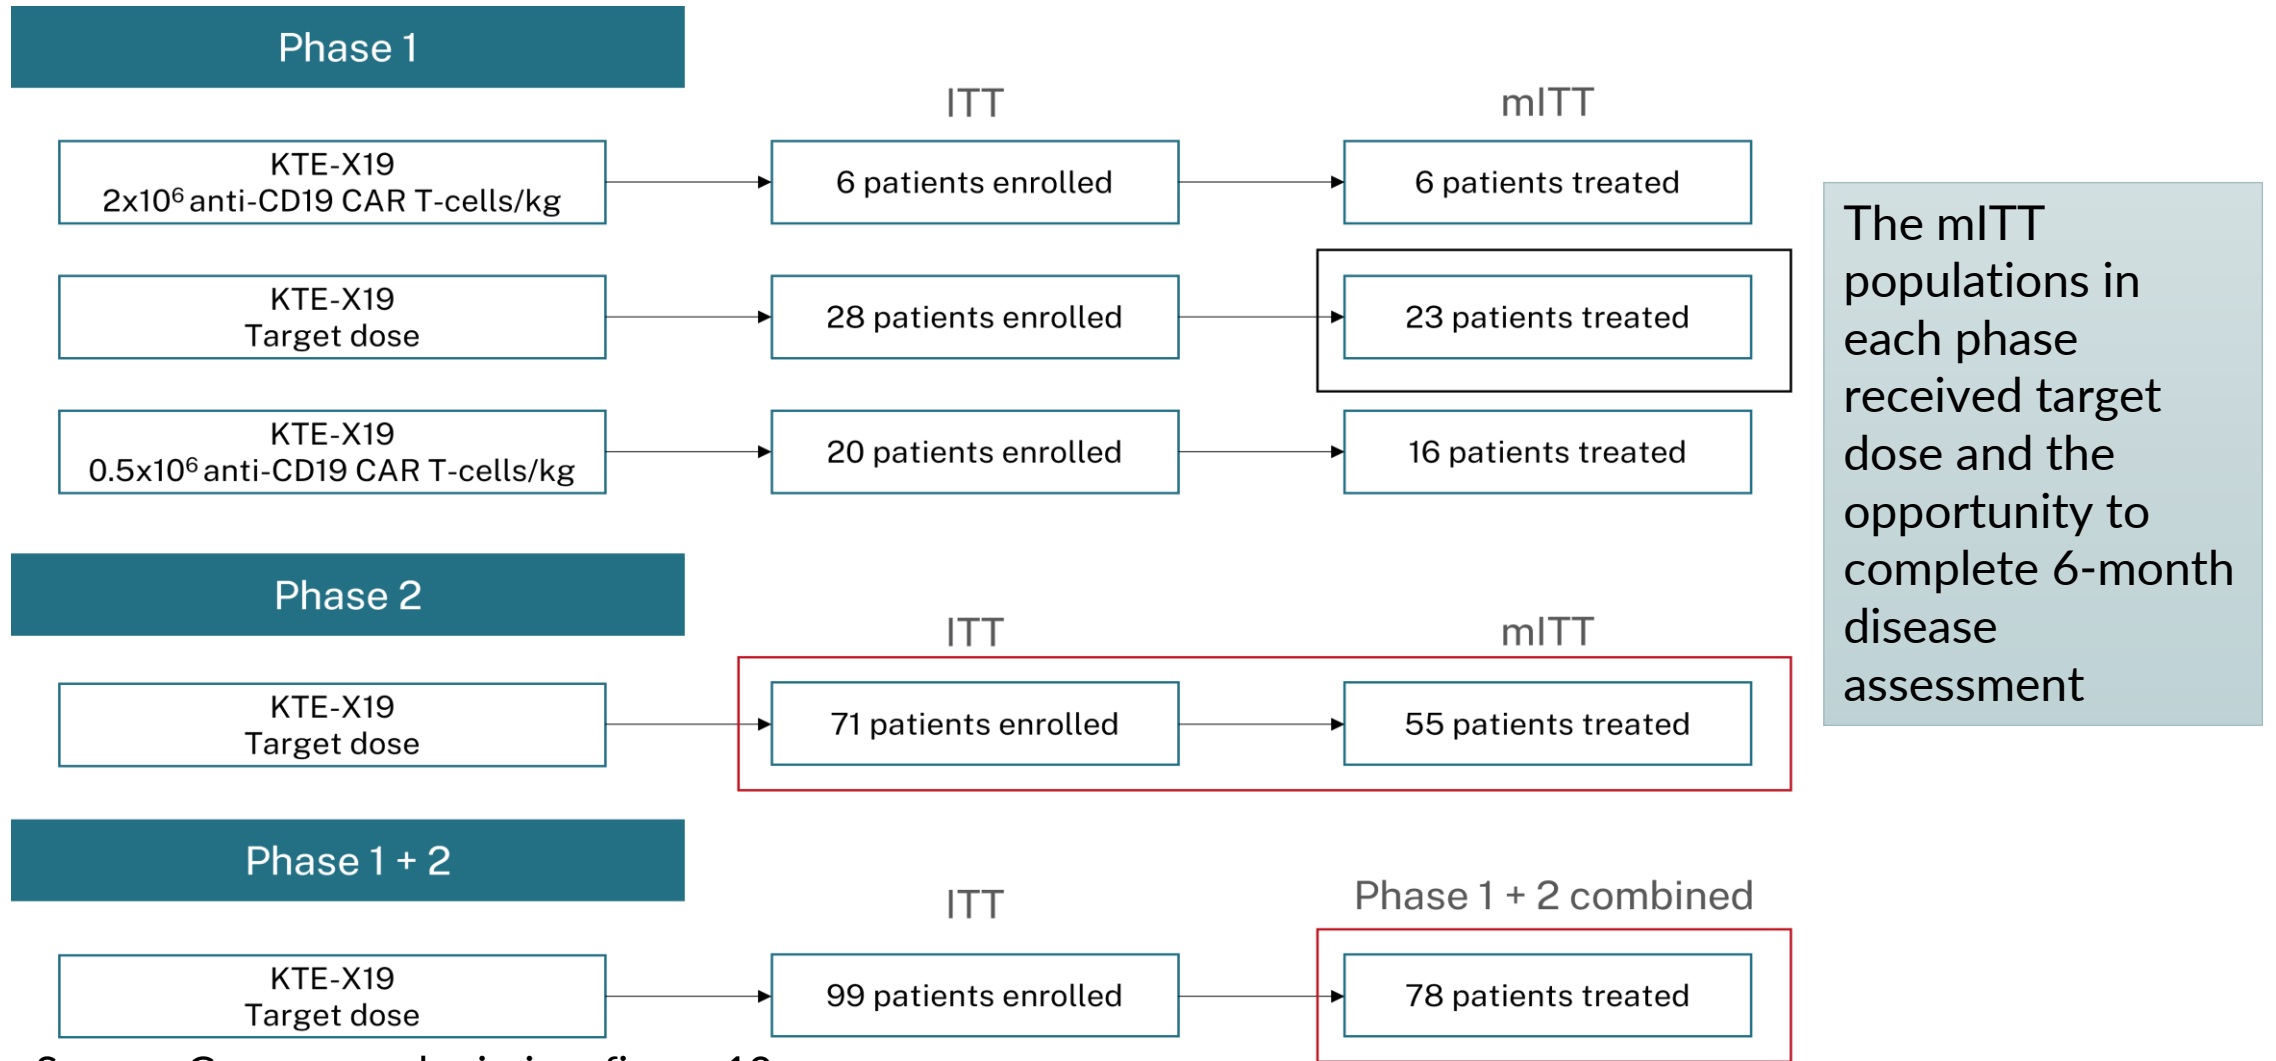 Phase 1
ITT
mITT
KTE-X19
2x10⁶ anti-CD19 CAR T-cells/kg
6 patients enrolled
6 patients treated
KTE-X19
Target dose
28 patients enrolled
23 patients treated
KTE-X19
0.5x10⁶ anti-CD19 CAR T-cells/kg
20 patients enrolled
16 patients treated
The mITT
populations in
each phase
received target
dose and the
opportunity to
complete 6-month
disease
assessment
Phase 2
ITT
mITT
KTE-X19
Target dose
71 patients enrolled
55 patients treated
Phase 1 + 2
ITT
Phase 1 + 2 combined
KTE-X19
Target dose
99 patients enrolled
78 patients treated